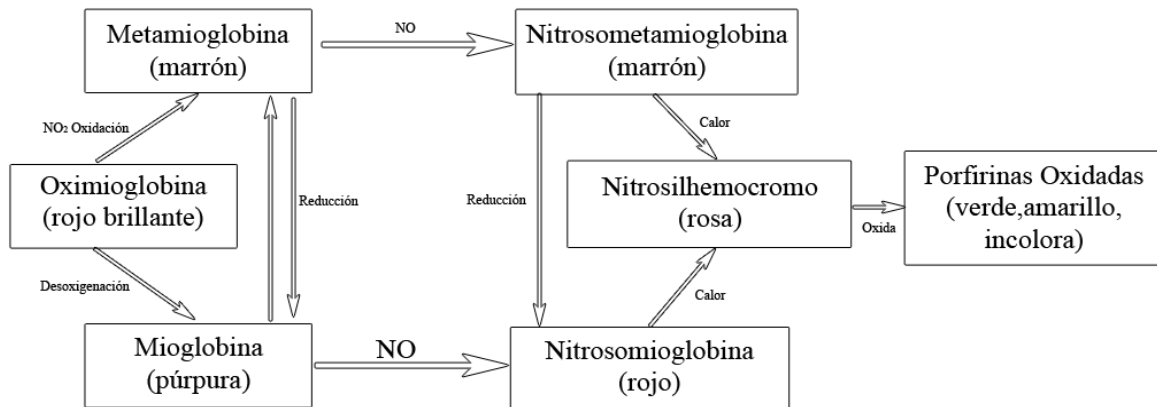 Metamioglobina
(marrón)
NO
Nitrosometamioglobina
(marrón)
NO₂ Oxidación
Calor
Oximioglobina
(rojo brillante)
Reducción
Reducción
Nitrosilhemocromo
(rosa)
Porfirinas Oxidadas
(verde,amarillo,
incolora)
Oxida
Desoxigenación
Calor
Mioglobina
(púrpura)
NO
Nitrosomioglobina
(rojo)